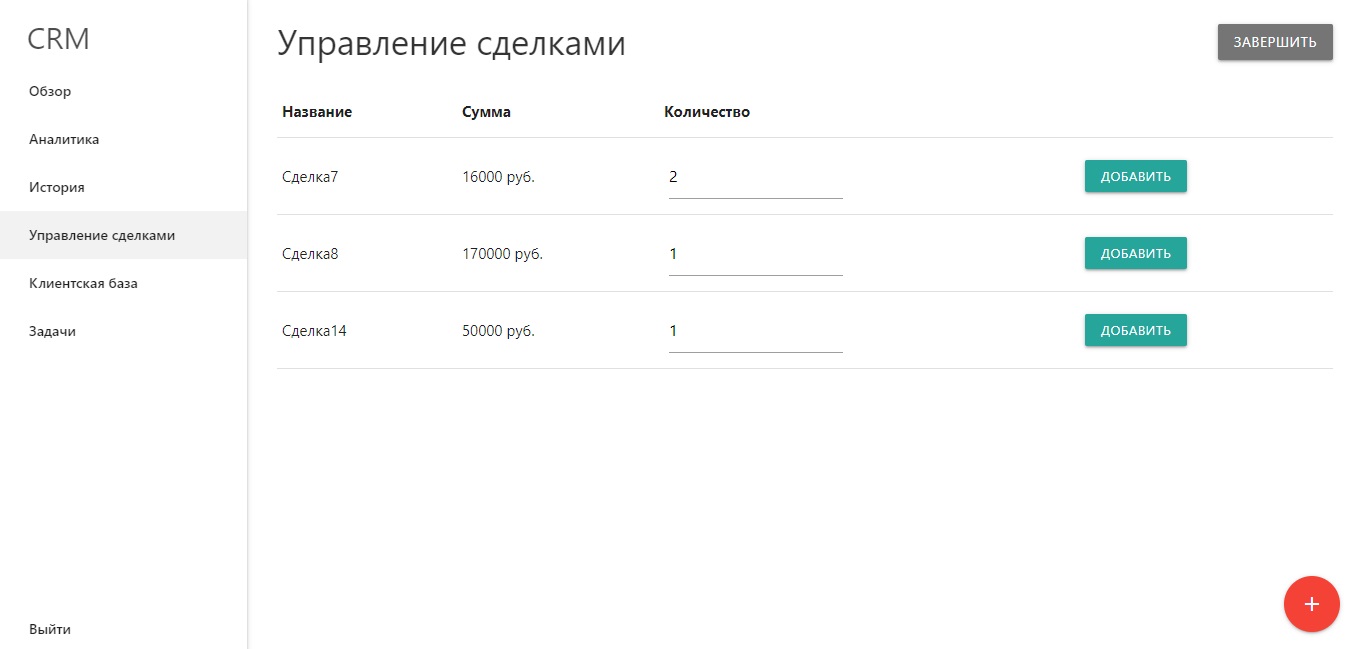 CRM
Обзор
Аналитика
История
Управление сделками
Клиентская база
Задачи
Выйти
Управление сделками
ЗАВЕРШИТЬ
Название Сумма Количество
Сделка7 16000 руб. 2 ДОБАВИТЬ
Сделка8 170000 руб. 1 ДОБАВИТЬ
Сделка14 50000 руб. 1 ДОБАВИТЬ
+